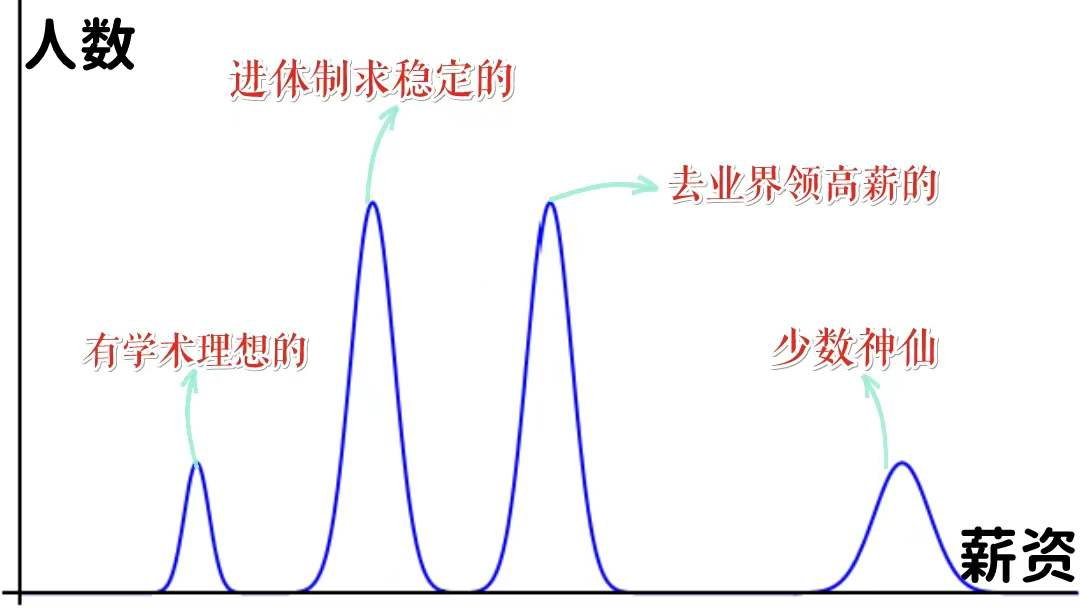 人数
进体制求稳定的
去业界领高薪的
有学术理想的
少数神仙
薪资